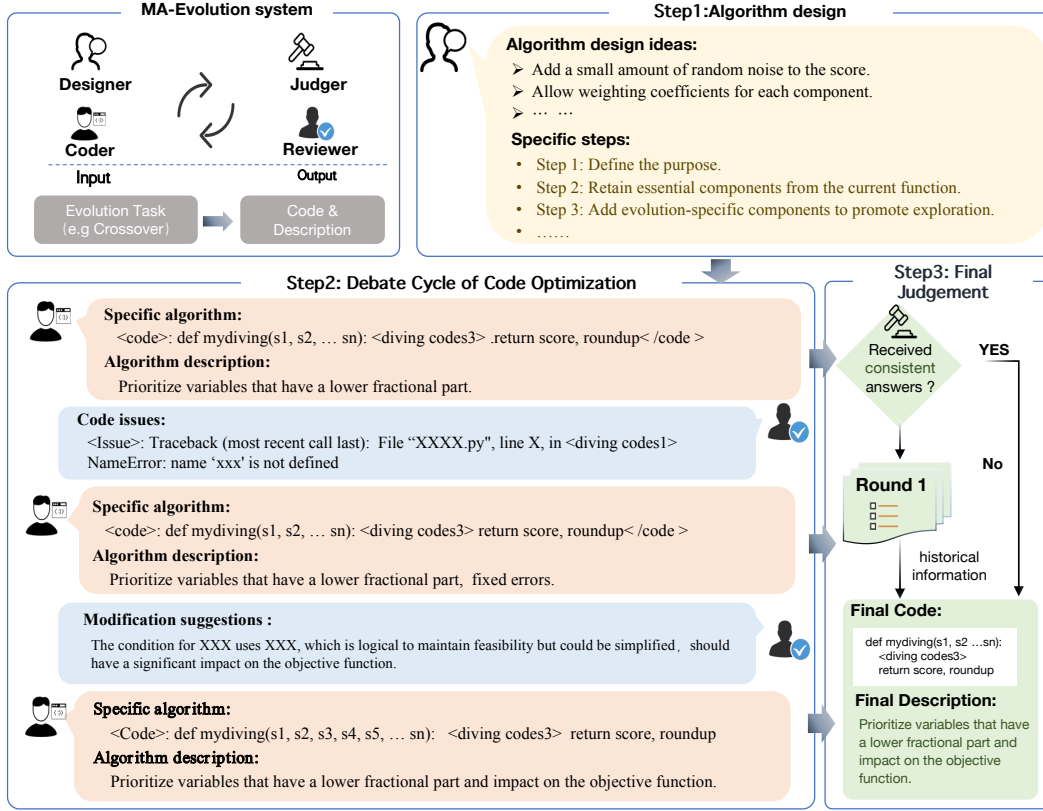 MA-Evolution system
Designer
Judger
Coder
Reviewer
Input
Output
Evolution Task
(e.g Crossover)
Code &
Description
Step1:Algorithm design
Algorithm design ideas:
➢ Add a small amount of random noise to the score.
➢ Allow weighting coefficients for each component.
➢ … …
Specific steps:
• Step 1: Define the purpose.
• Step 2: Retain essential components from the current function.
• Step 3: Add evolution-specific components to promote exploration.
• ……
Step2: Debate Cycle of Code Optimization
Specific algorithm:
<code>: def mydiving(s1, s2, … sn): <diving codes3> .return score, roundup< /code >
Algorithm description:
Prioritize variables that have a lower fractional part.
Code issues:
<Issue>: Traceback (most recent call last): File “XXXX.py", line X, in <diving codes1>
NameError: name ‘xxx' is not defined
Specific algorithm:
<code>: def mydiving(s1, s2, … sn): <diving codes3> return score, roundup< /code >
Algorithm description:
Prioritize variables that have a lower fractional part, fixed errors.
Modification suggestions :
The condition for XXX uses XXX, which is logical to maintain feasibility but could be simplified, should
have a significant impact on the objective function.
Specific algorithm:
<Code>: def mydiving(s1, s2, s3, s4, s5, … sn): <diving codes3> return score, roundup
Algorithm description:
Prioritize variables that have a lower fractional part and impact on the objective function.
Step3: Final
Judgement
Received
consistent
answers ?
YES
No
Round 1
historical
information
Final Code:
def mydiving(s1, s2 …sn):
<diving codes3>
return score, roundup
Final Description:
Prioritize variables that have
a lower fractional part and
impact on the objective
function.